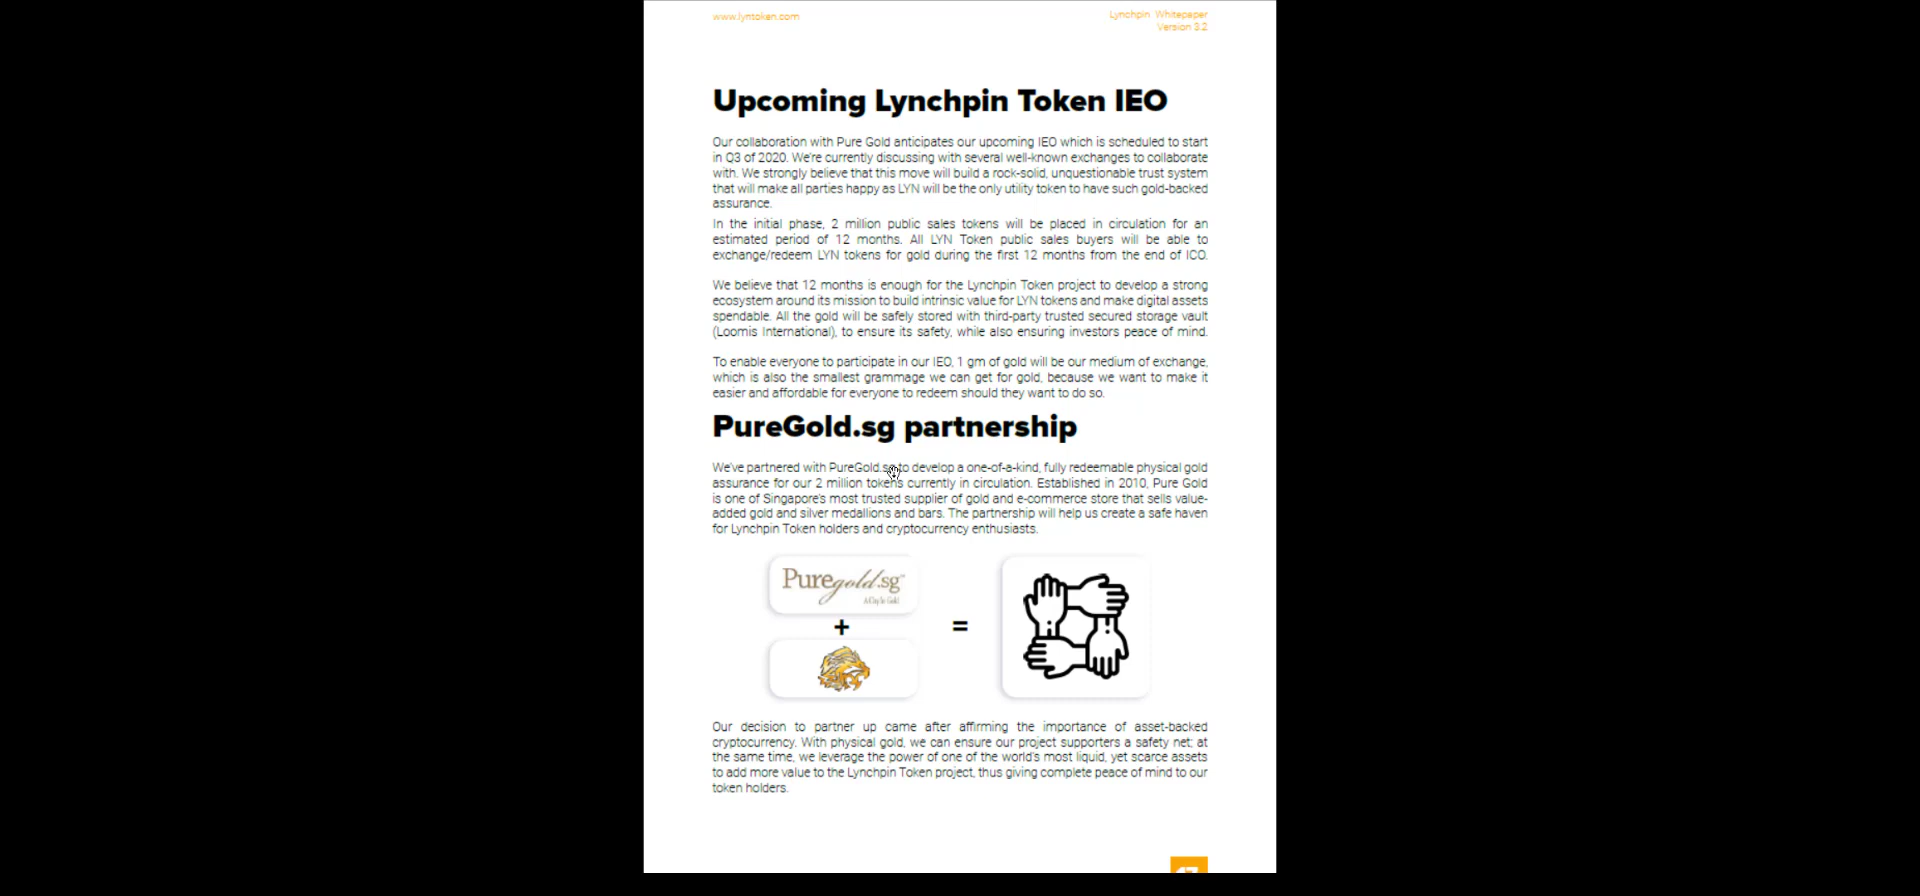 www.lyntoken.com
Lynchpin Whitepaper
Version 3.2
Upcoming Lynchpin Token IEO
Our collaboration with Pure Gold anticipates our upcoming IEO which is scheduled to start
in Q3 of 2020. We're currently discussing with several well-known exchanges to collaborate
with. We strongly believe that this move will build a rock-solid, unquestionable trust system
that will make all parties happy as LYN will be the only utility token to have such gold-backed
assurance.
In the initial phase, 2 million public sales tokens will be placed in circulation for an
estimated period of 12 months. All LYN Token public sales buyers will be able to
exchange/redeem LYN tokens for gold during the first 12 months from the end of ICO.
We believe that 12 months is enough for the Lynchpin Token project to develop a strong
ecosystem around its mission to build intrinsic value for LYN tokens and make digital assets
spendable. All the gold will be safely stored with third-party trusted secured storage vault
(Loomis International), to ensure its safety, while also ensuring investors peace of mind.
To enable everyone to participate in our IEO, 1 gm of gold will be our medium of exchange,
which is also the smallest grammage we can get for gold, because we want to make it
easier and affordable for everyone to redeem should they want to do so.
PureGold.sg partnership
We've partnered with PureGold.sg to develop a one-of-a-kind, fully redeemable physical gold
assurance for our 2 million tokens currently in circulation. Established in 2010, Pure Gold
is one of Singapore's most trusted supplier of gold and e-commerce store that sells value-
added gold and silver medallions and bars. The partnership will help us create a safe haven
for Lynchpin Token holders and cryptocurrency enthusiasts.
Puregold.sg
+
=
Our decision to partner up came after affirming the importance of asset-backed
cryptocurrency. With physical gold, we can ensure our project supporters a safety net; at
the same time, we leverage the power of one of the world's most liquid, yet scarce assets
to add more value to the Lynchpin Token project, thus giving complete peace of mind to our
token holders.